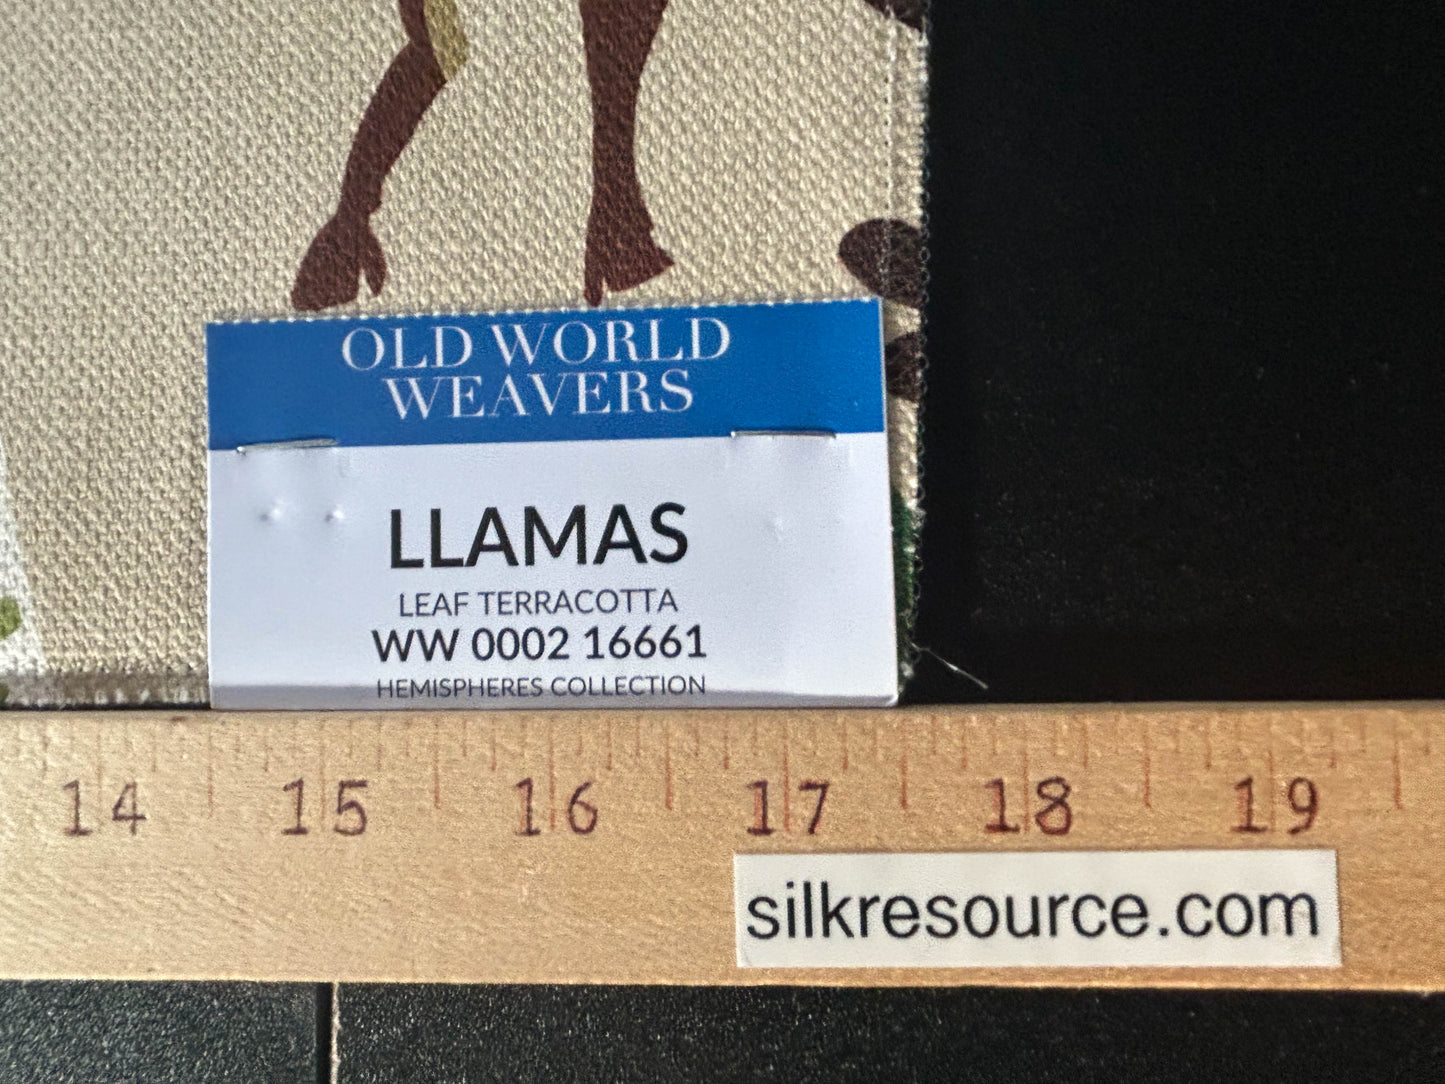 OLD WORLD
WEAVERS
LLAMAS
LEAF TERRACOTTA
WW 0002 16661
HEMISPHERES COLLECTION
14 15 16 17 18 19
silkresource.com